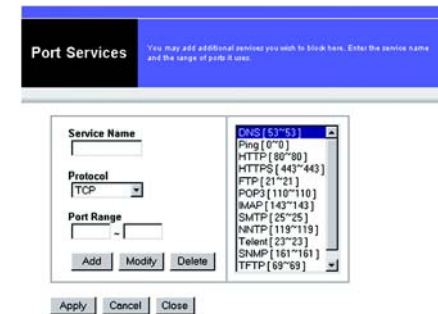 Port Services
You may add additional services you wish to block here. Enter the service name
and the range of ports it uses.
Service Name
Protocol
TCP
Port Range
~
Add Modify Delete
DNS [ 53~53 ]
Ping [ 0~0 ]
HTTP [ 80~80 ]
HTTPS [ 443~443 ]
FTP [ 21~21 ]
POP3 [ 110~110 ]
IMAP [ 143~143 ]
SMTP [ 25~25 ]
NNTP [ 119~119 ]
Telent [ 23~23 ]
SNMP [ 161~161 ]
TFTP [ 69~69 ]
Apply Cancel Close